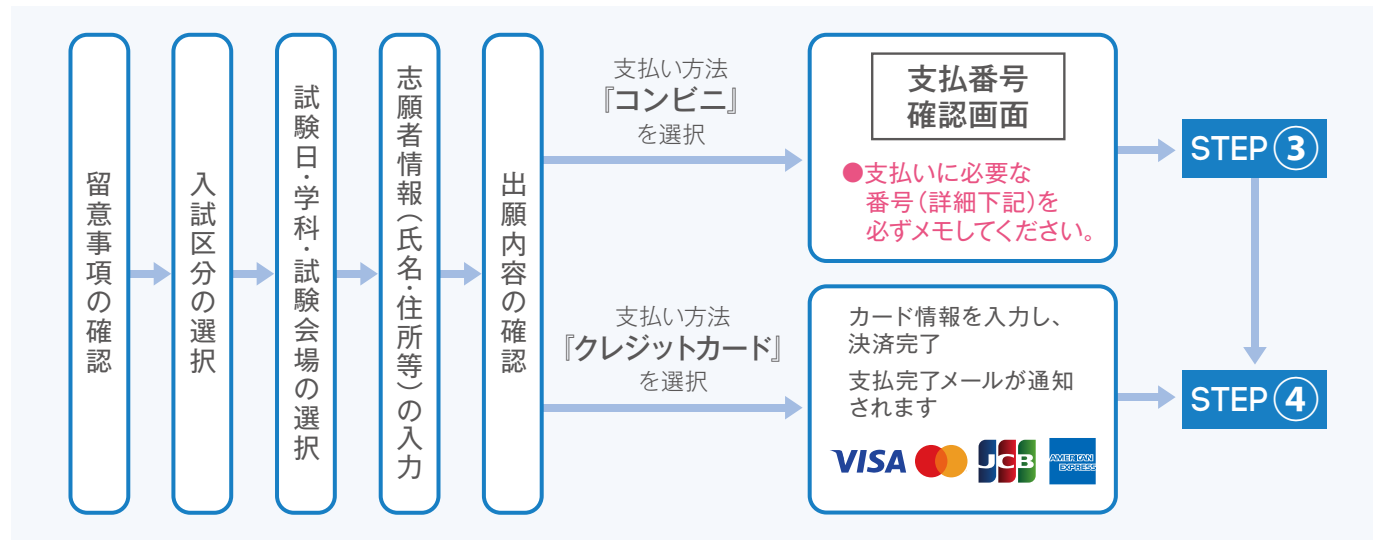 留意事項の確認
入試区分の選択
試験日・学科・試験会場の選択
志願者情報(氏名・住所等)の入力
出願内容の確認
支払い方法
『コンビニ』
を選択
支払番号
確認画面
●支払いに必要な
番号(詳細下記)を
必ずメモしてください。
STEP③
支払い方法
『クレジットカード』
を選択
カード情報を入力し、
決済完了
支払完了メールが通知
されます
VISA
JCB
AMERICAN
EXPRESS
STEP④